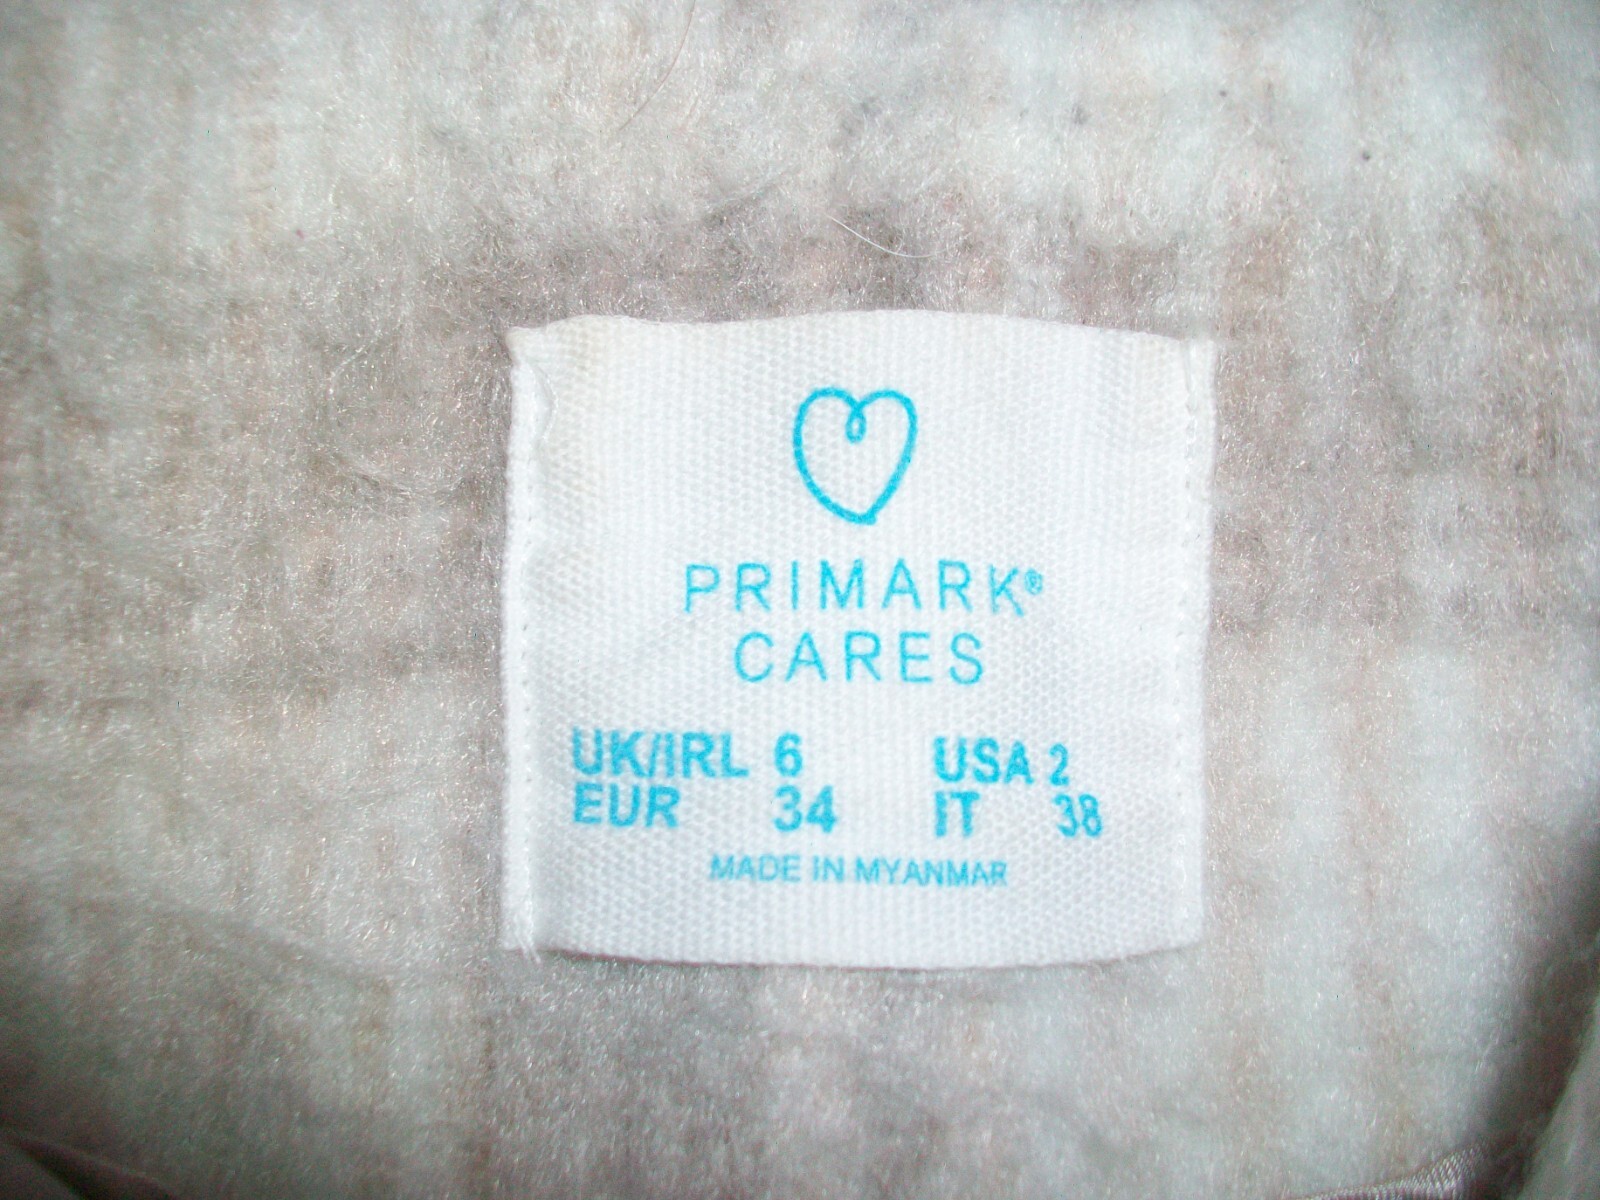 PRIMARK®
CARES
UK/IRL 6 USA 2
EUR 34 IT 38
MADE IN MYANMAR